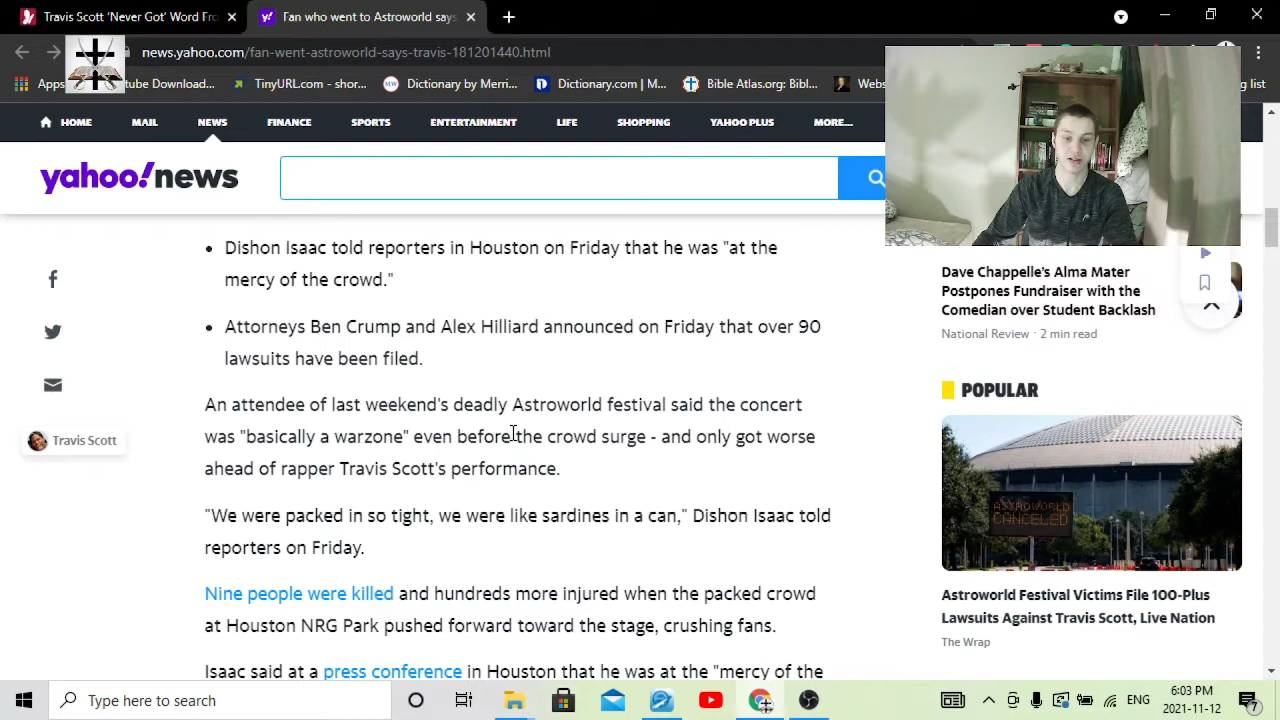 Travis Scott 'Never Got' Word Fro
Fan who went to Astroworld says
news.yahoo.com/fan-went-astroworld-says-travis-181201440.html
Apps
tube Download...
TinyURL.com - shor...
Dictionary by Merr...
Dictionary.com | M...
Bible Atlas.org: Bib...
Webs
ng list
HOME
MAIL
NEWS
FINANCE
SPORTS
ENTERTAINMENT
LIFE
SHOPPING
YAHOO PLUS
MORE...
yahoo!news
Dishon Isaac told reporters in Houston on Friday that he was "at the
mercy of the crowd."
Attorneys Ben Crump and Alex Hilliard announced on Friday that over 90
lawsuits have been filed.
An attendee of last weekend's deadly Astroworld festival said the concert
was "basically a warzone" even before the crowd surge - and only got worse
ahead of rapper Travis Scott's performance.
"We were packed in so tight, we were like sardines in a can," Dishon Isaac told
reporters on Friday.
Nine people were killed and hundreds more injured when the packed crowd
at Houston NRG Park pushed forward toward the stage, crushing fans.
Isaac said at a press conference in Houston that he was at the "mercy of the
Travis Scott
Dave Chappelle's Alma Mater
Postpones Fundraiser with the
Comedian over Student Backlash
National Review · 2 min read
POPULAR
ASTROWORLD
CANCELED
Astroworld Festival Victims File 100-Plus
Lawsuits Against Travis Scott, Live Nation
The Wrap
Type here to search
ENG
6:03 PM
2021-11-12
7